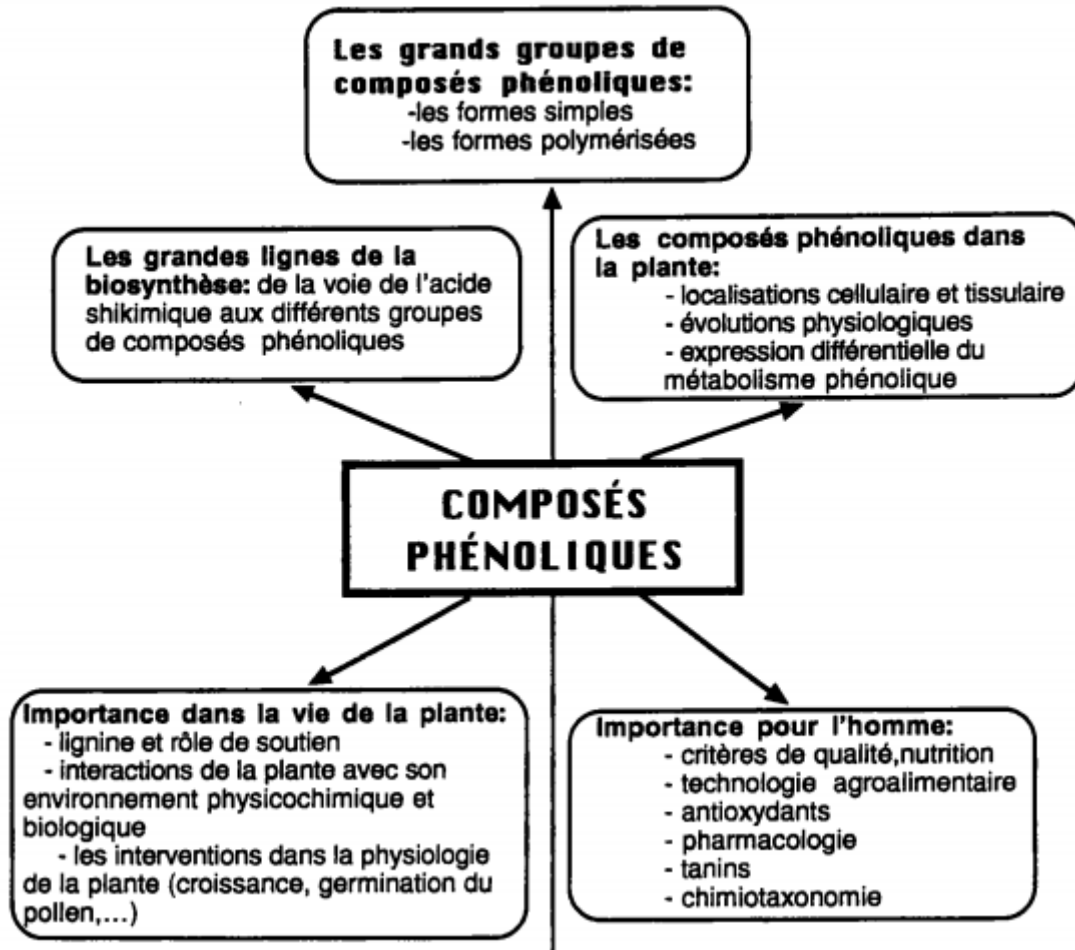 Les grands groupes de
composés phénoliques:
-les formes simples
-les formes polymérisées
Les grandes lignes de la
biosynthèse: de la voie de l'acide
shikimique aux différents groupes
de composés phénoliques
Les composés phénoliques dans
la plante:
- localisations cellulaire et tissulaire
- évolutions physiologiques
- expression différentielle du
métabolisme phénolique
COMPOSÉS
PHÉNOLIQUES
Importance dans la vie de la plante:
- lignine et rôle de soutien
- interactions de la plante avec son
environnement physicochimique et
biologique
- les interventions dans la physiologie
de la plante (croissance, germination du
pollen,...)
Importance pour l'homme:
- critères de qualité,nutrition
- technologie agroalimentaire
- antioxydants
- pharmacologie
- tanins
- chimiotaxonomie